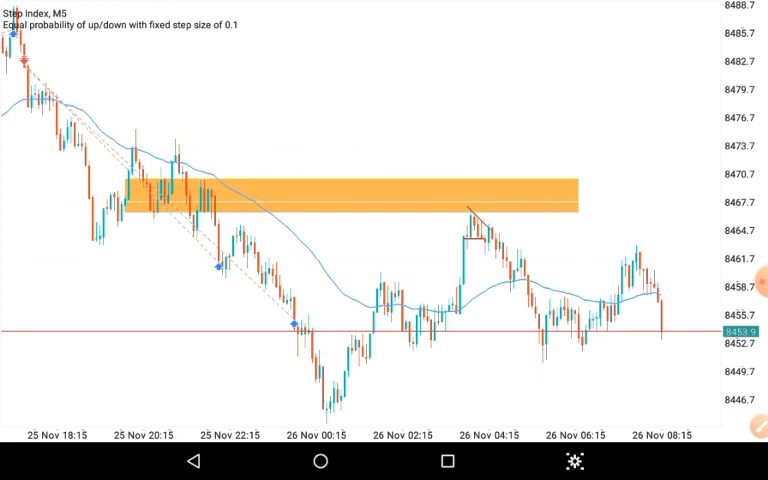 Step Index, M5
Equal probability of up/down with fixed step size of 0.1
8488.7
8485.7
8482.7
8479.7
8476.7
8473.7
8470.7
8467.7
8464.7
8461.7
8458.7
8455.7
8453.9
8452.7
8449.7
8446.7
25 Nov 18:15
25 Nov 20:15
25 Nov 22:15
26 Nov 00:15
26 Nov 02:15
26 Nov 04:15
26 Nov 06:15
26 Nov 08:15